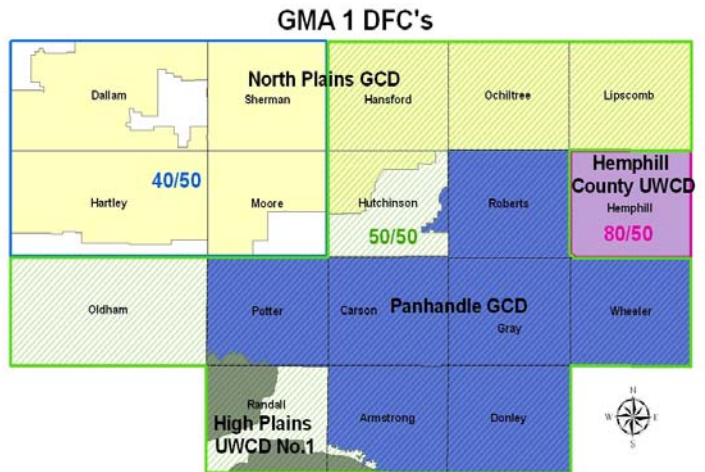 GMA 1 DFC's
North Plains GCD
Dallam
Sherman
Hansford
Ochiltree
Lipscomb
Hemphill
County UWCD
Hemphill
80/50
40/50
Hartley
Moore
Hutchinson
50/50
Roberts
Oldham
Potter
Carson
Panhandle GCD
Gray
Wheeler
Randall
High Plains
UWCD No.1
Armstrong
Donley
N
W E
S